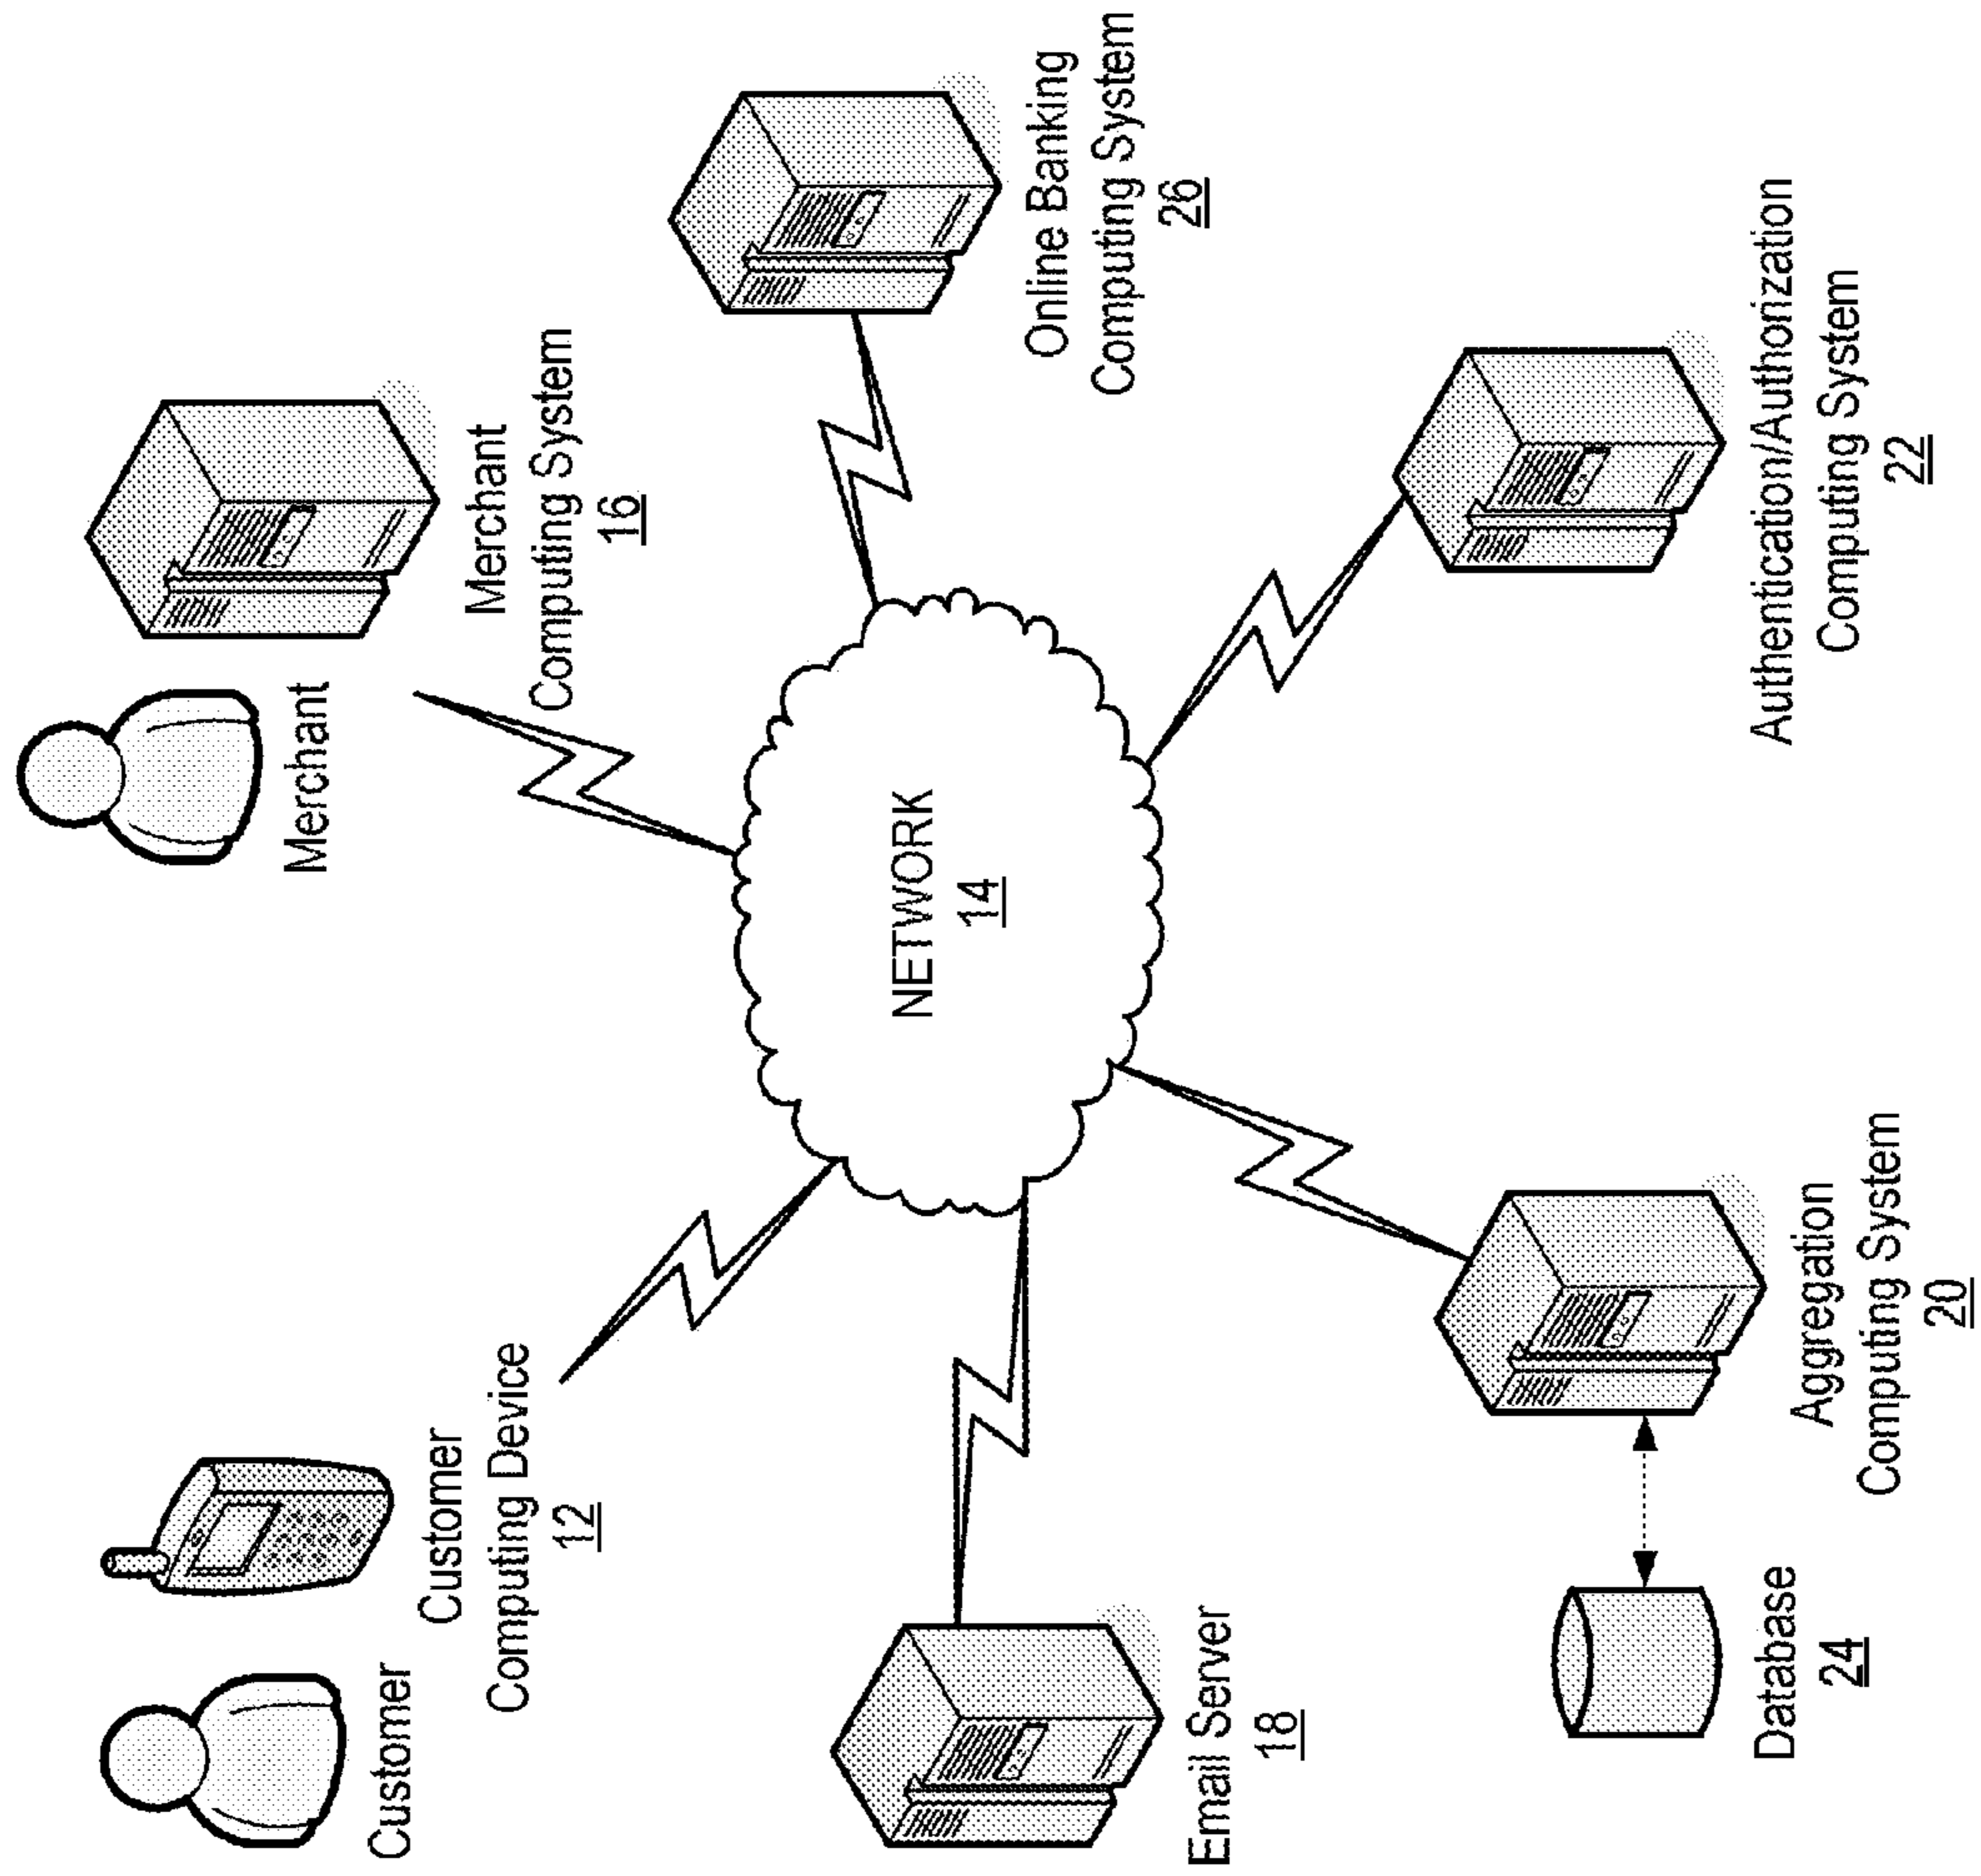 Customer
Customer
Computing Device
12
Merchant
Merchant
Computing System
16
Email Server
18
NETWORK
14
Online Banking
Computing System
26
Database
24
Aggregation
Computing System
20
Authentication/Authorization
Computing System
22